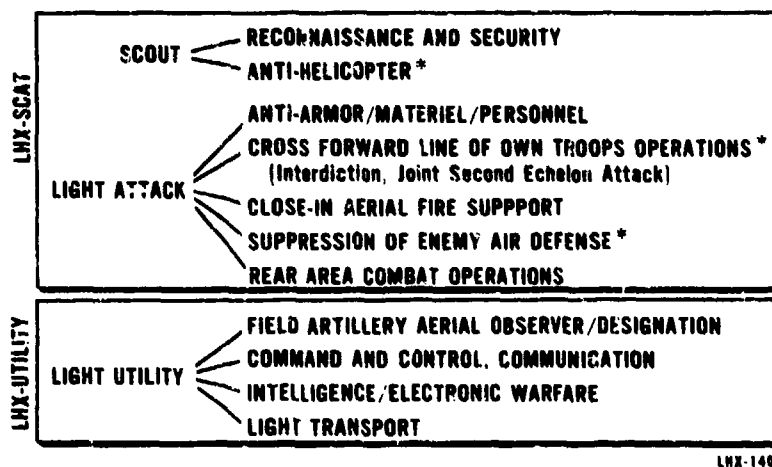 LHX-SCAT
SCOUT
RECONNAISSANCE AND SECURITY
ANTI-HELICOPTER*
LIGHT ATTACK
ANTI-ARMOR/MATERIEL/PERSONNEL
CROSS FORWARD LINE OF OWN TROOPS OPERATIONS*
(Interdiction, Joint Second Echelon Attack)
CLOSE-IN AERIAL FIRE SUPPPORT
SUPPRESSION OF ENEMY AIR DEFENSE*
REAR AREA COMBAT OPERATIONS
LHX-UTILITY
LIGHT UTILITY
FIELD ARTILLERY AERIAL OBSERVER/DESIGNATION
COMMAND AND CONTROL, COMMUNICATION
INTELLIGENCE/ELECTRONIC WARFARE
LIGHT TRANSPORT
LHX-140